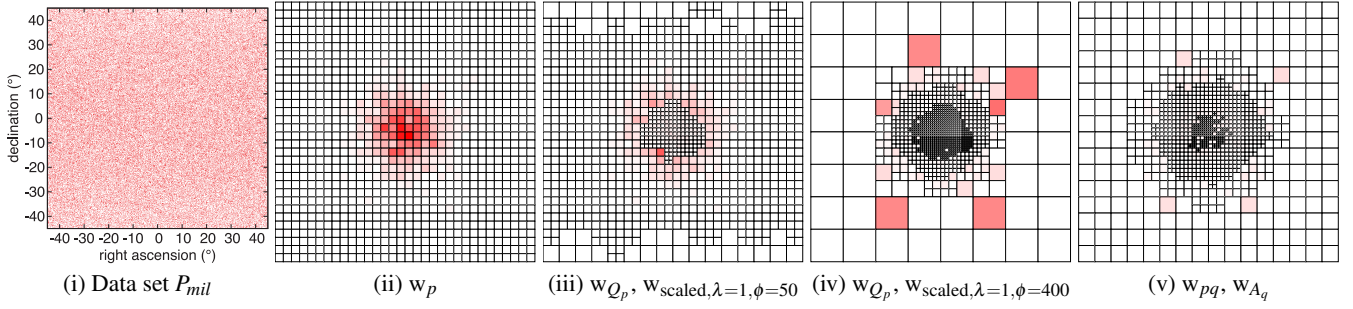 40
30
20
10
0
-10
-20
-30
-40
declination (°)
-40 -30 -20 -10 0 10 20 30 40
right ascension (°)
(i) Data set P_mil
(ii) w_p
(iii) w_{Q_p}, w_{scaled,λ=1,ϕ=50}
(iv) w_{Q_p}, w_{scaled,λ=1,ϕ=400}
(v) w_{pq}, w_{A_q}